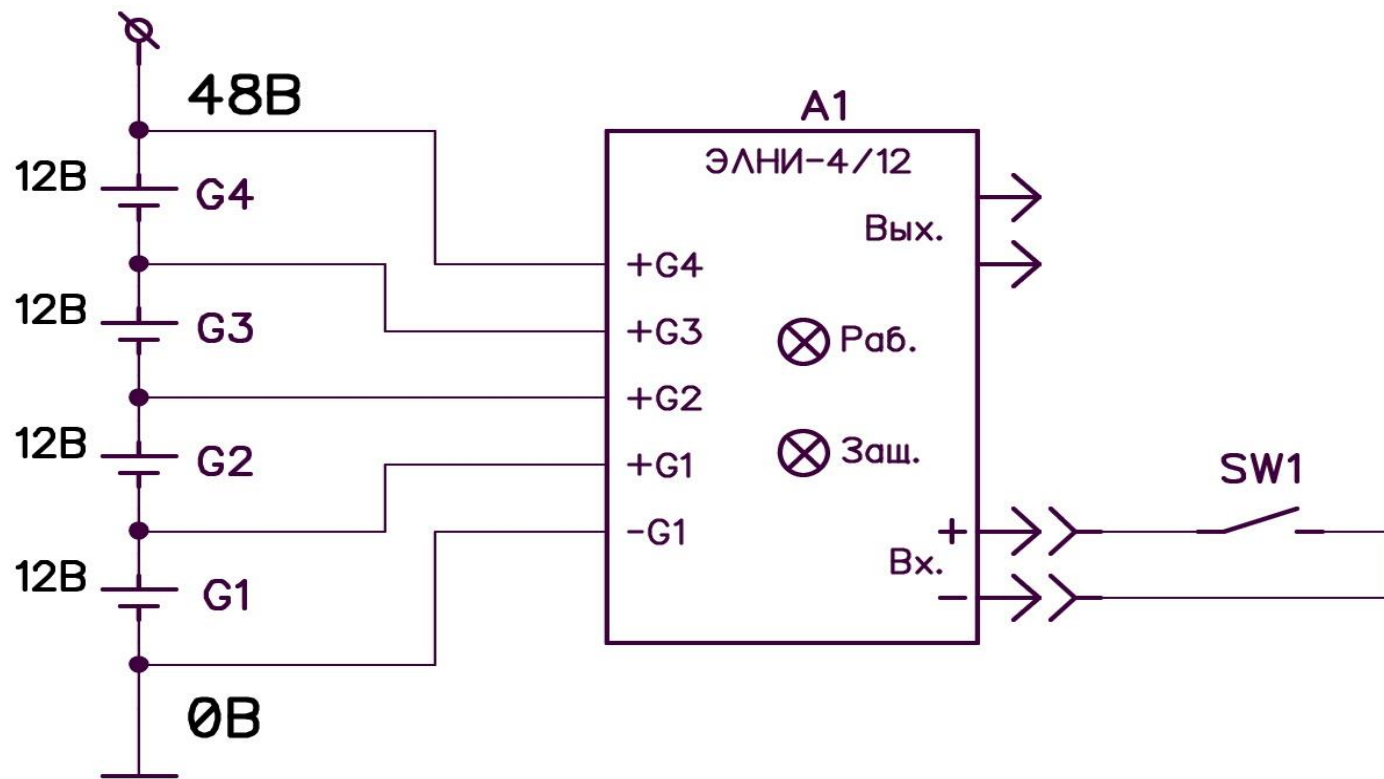 48В
A1
ЭЛНИ-4/12
12В
G4
Вых.
+G4
12В
G3
+G3
Раб.
+G2
12В
G2
+G1
Защ.
SW1
-G1
+
Вх.
12В
G1
−
0В